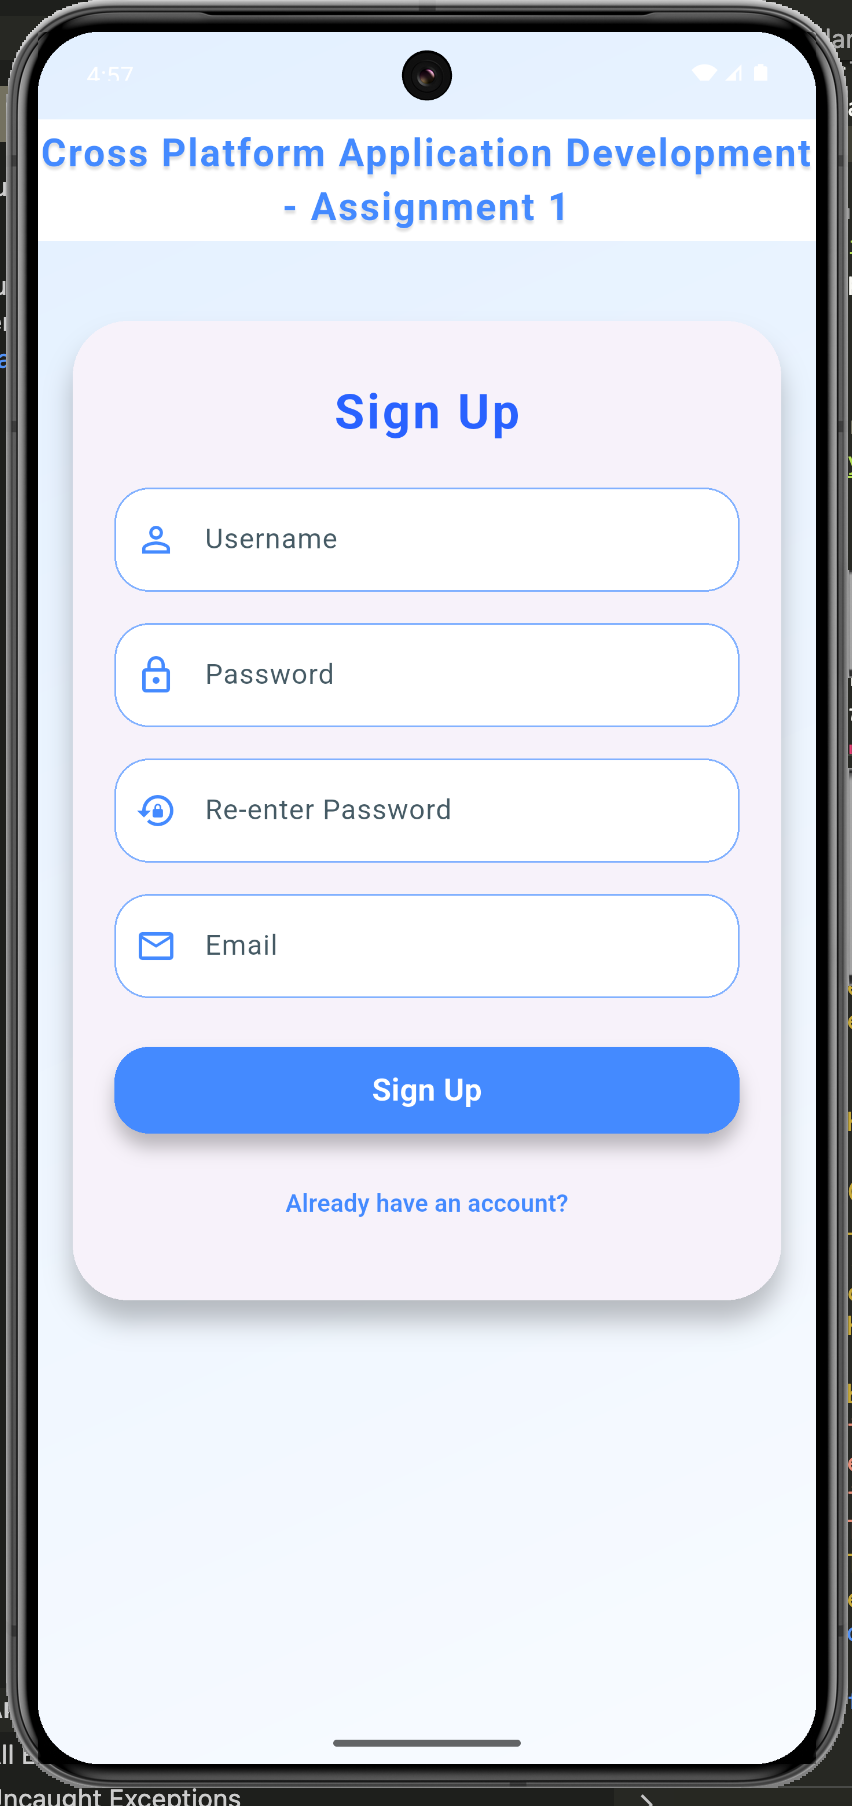 4:57
Cross Platform Application Development
- Assignment 1
Sign Up
Username
Password
Re-enter Password
Email
Sign Up
Already have an account?
Uncaught Exceptions